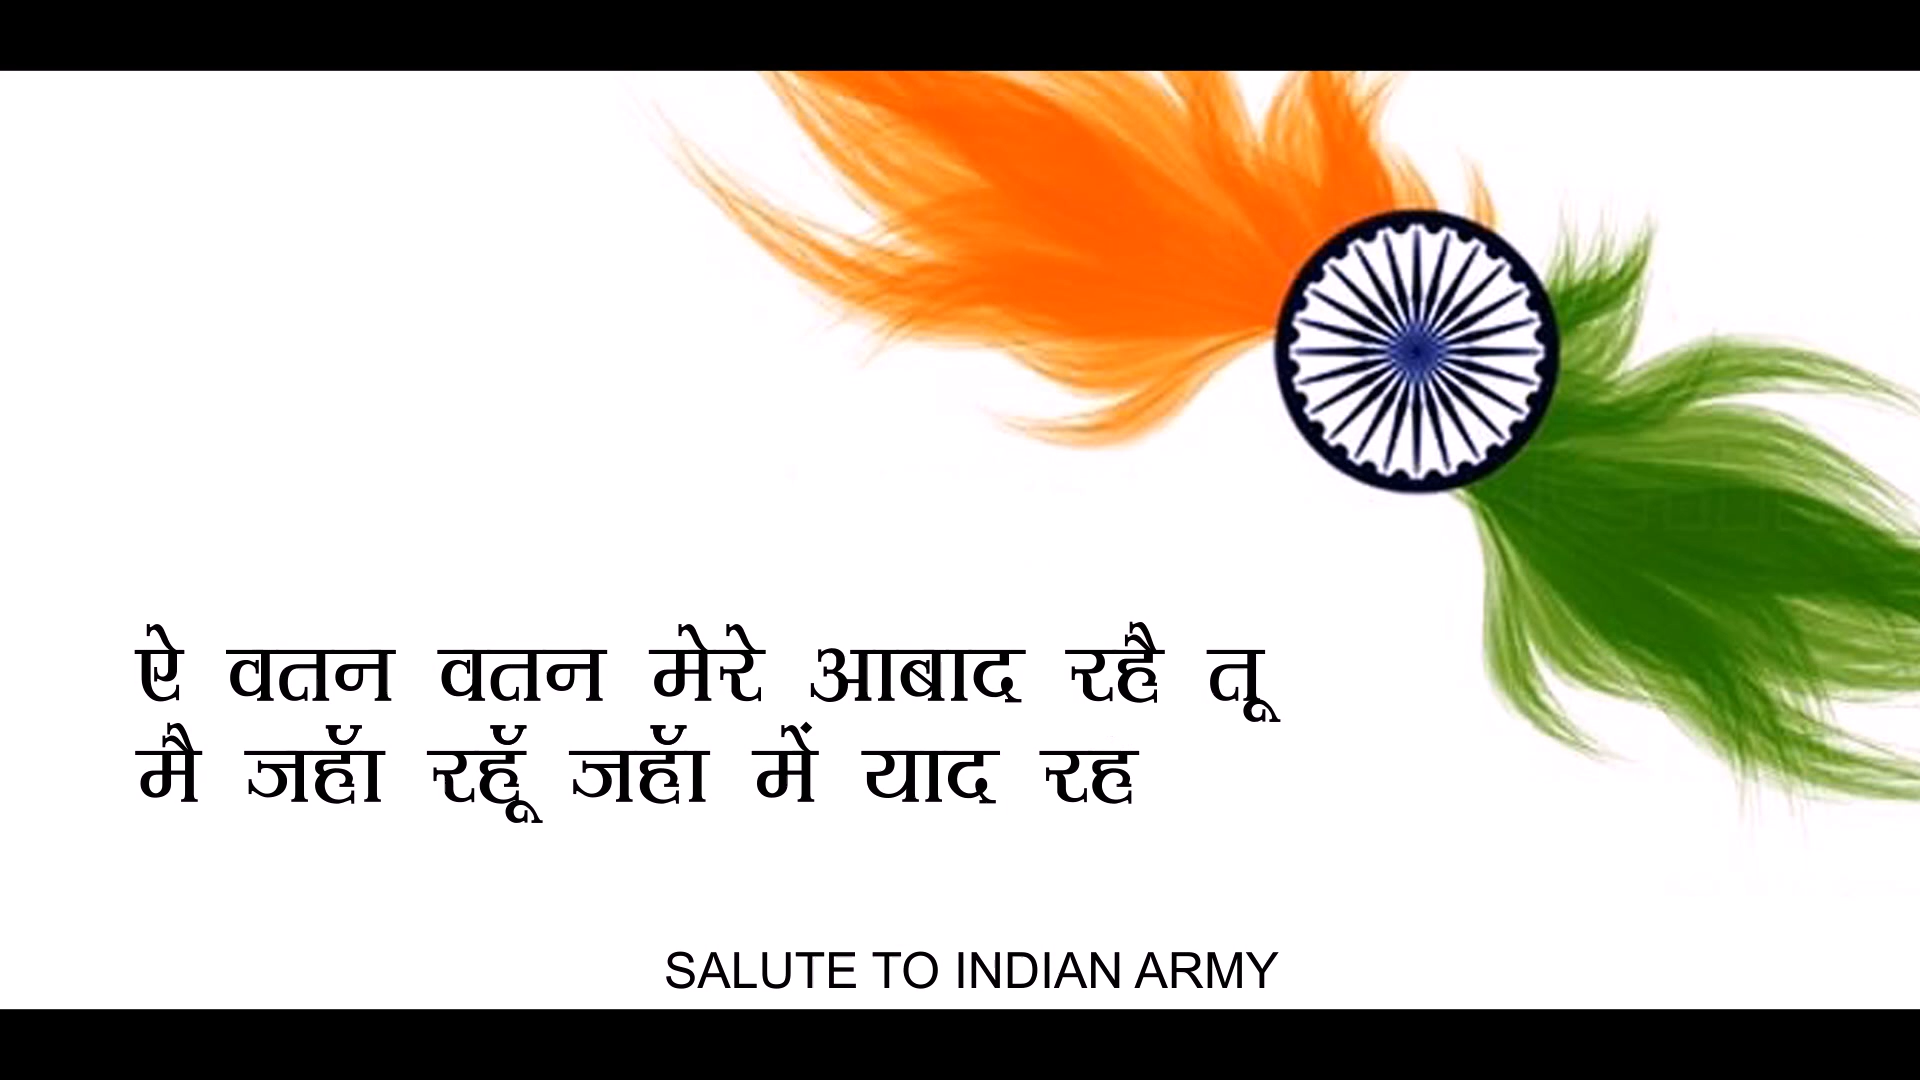 ऐ वतन वतन मेरे आबाद रहै तू
मै जहॉ रहूॅ जहॉ में याद रह
SALUTE TO INDIAN ARMY